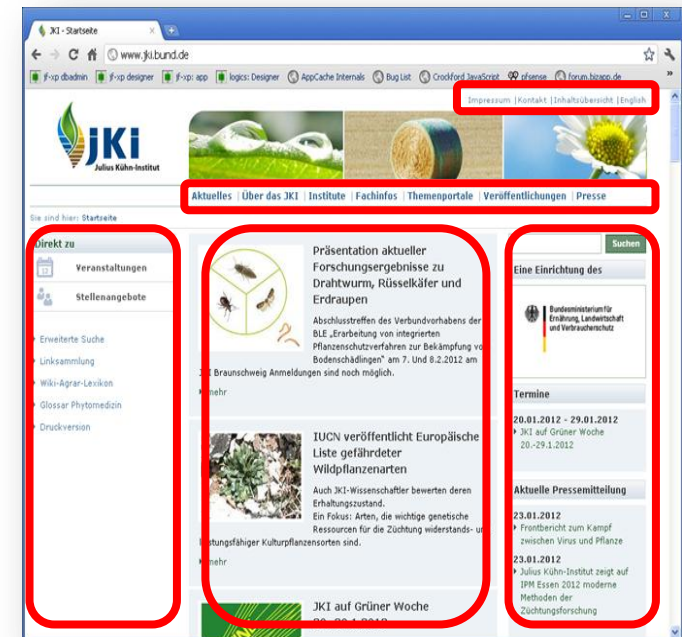 JKI - Startseite
www.jki.bund.de
jf-xp dbadmin
jf-xp designer
jf-xp: app
logics: Designer
AppCache Internals
Bug List
Crockford JavaScript
pfsense
forum.bizapp.de
»
Impressum | Kontakt | Inhaltsübersicht | English
JKi
Julius Kühn-Institut
Aktuelles | Über das JKI | Institute | Fachinfos | Themenportale | Veröffentlichungen | Presse
Sie sind hier: Startseite
Direkt zu
12
Veranstaltungen
Stellenangebote
Erweiterte Suche
Linksammlung
Wiki-Agrar-Lexikon
Glossar Phytomedizin
Druckversion
Präsentation aktueller
Forschungsergebnisse zu
Drahtwurm, Rüsselkäfer und
Erdraupen
Abschlusstreffen des Verbundvorhabens der
BLE „Erarbeitung von integrierten
Pflanzenschutzverfahren zur Bekämpfung von
Bodenschädlingen" am 7. Und 8.2.2012 am
JKI Braunschweig Anmeldungen sind noch möglich.
mehr
IUCN veröffentlicht Europäische
Liste gefährdeter
Wildpflanzenarten
Auch JKI-Wissenschaftler bewerten deren
Erhaltungszustand.
Ein Fokus: Arten, die wichtige genetische
Ressourcen für die Züchtung widerstands- und
leistungsfähiger Kulturpflanzensorten sind.
mehr
JKI auf Grüner Woche
Suchen
Eine Einrichtung des
Bundesministerium für
Ernährung, Landwirtschaft
und Verbraucherschutz
Termine
20.01.2012 - 29.01.2012
JKI auf Grüner Woche
20.-29.1.2012
Aktuelle Pressemitteilung
23.01.2012
Frontbericht zum Kampf
zwischen Virus und Pflanze
23.01.2012
Julius Kühn-Institut zeigt auf
IPM Essen 2012 moderne
Methoden der
Züchtungsforschung